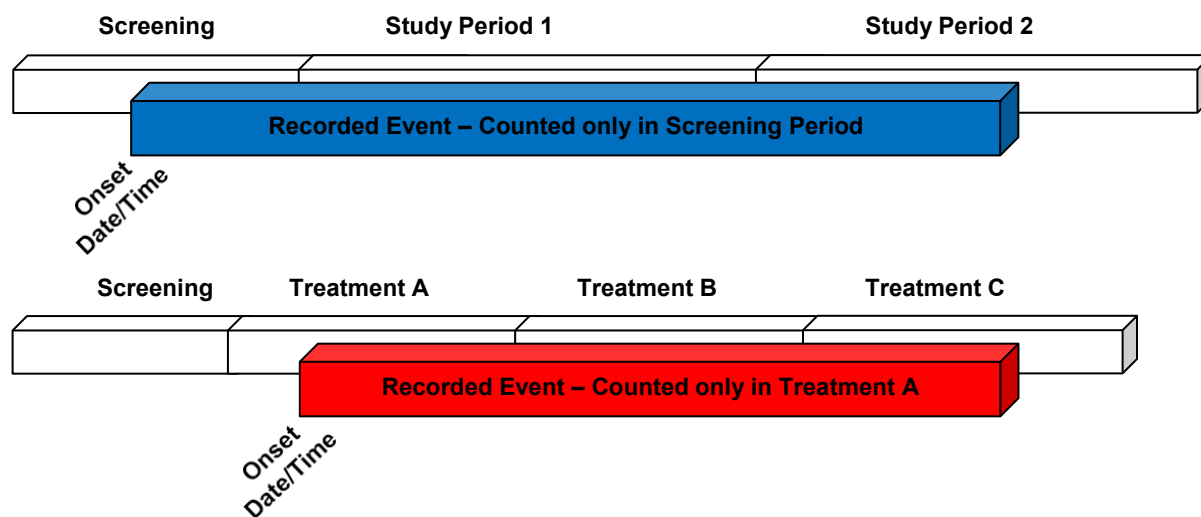 Screening Study Period 1 Study Period 2
Recorded Event – Counted only in Screening Period
Onset
Date/Time
Screening Treatment A Treatment B Treatment C
Recorded Event – Counted only in Treatment A
Onset
Date/Time